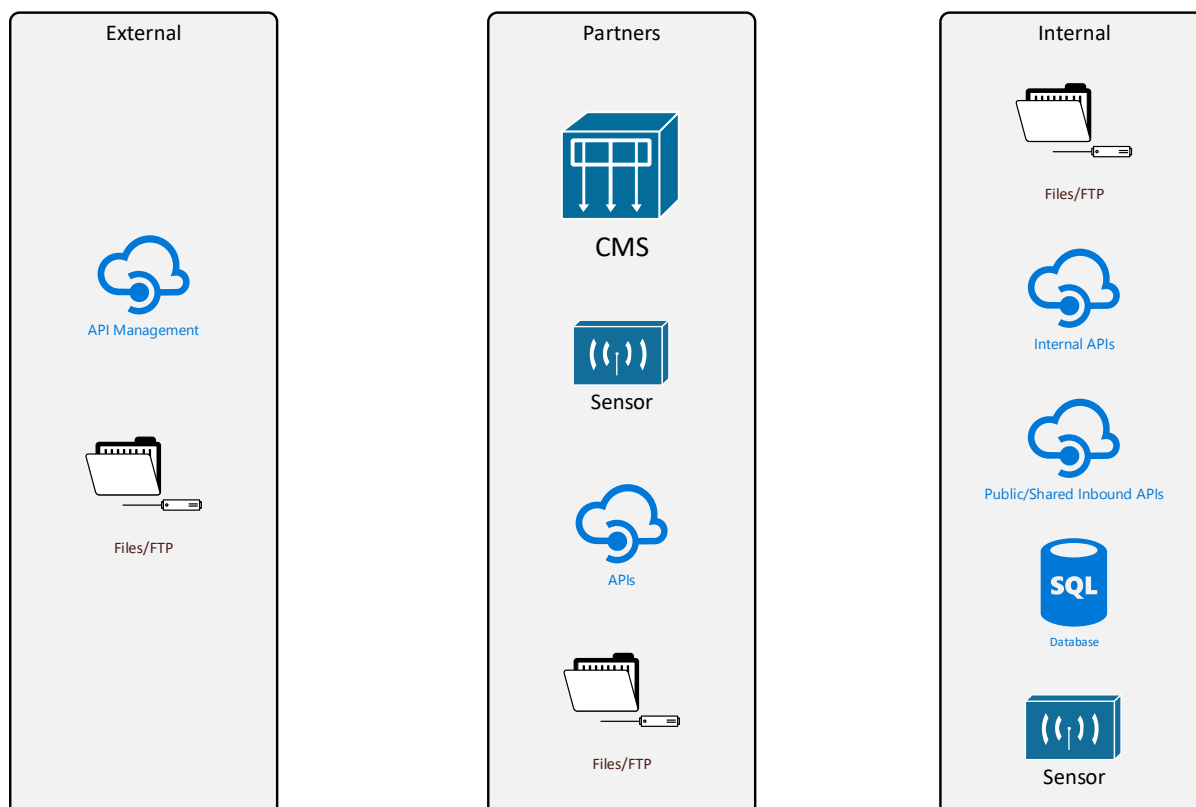 External
API Management
Files/FTP
Partners
CMS
Sensor
APIs
Files/FTP
Internal
Files/FTP
Internal APIs
Public/Shared Inbound APIs
SQL
Database
Sensor